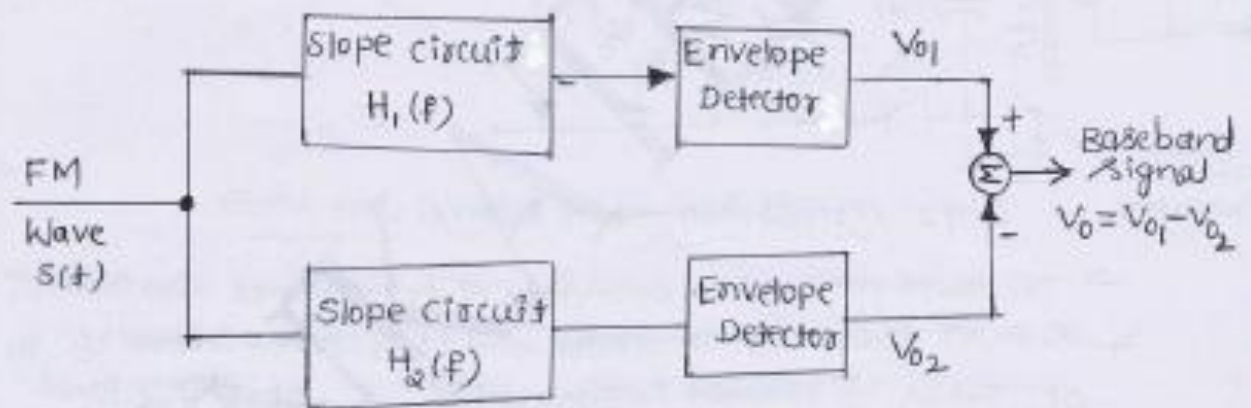 Slope circuit
H₁(f)
Envelope
Detector
V₀₁
+
Σ
Baseband
signal
V₀ = V₀₁ - V₀₂
-
FM
Wave
S(t)
Slope Circuit
H₂(f)
Envelope
Detector
V₀₂